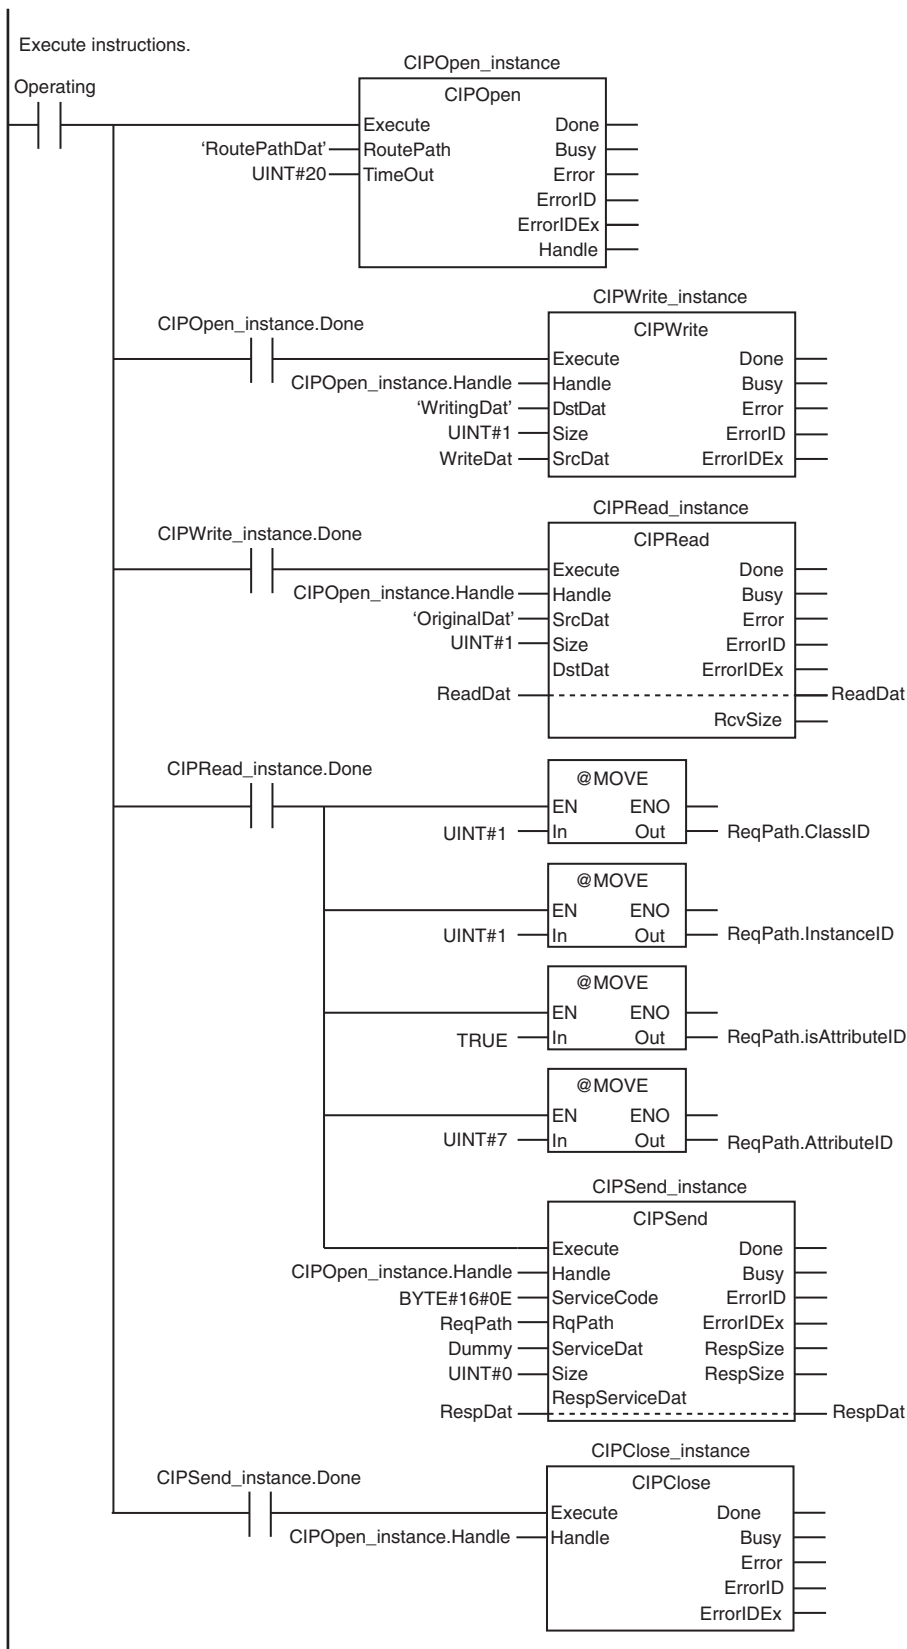 Execute instructions.
Operating
CIPOpen_instance
CIPOpen
Execute Done
'RoutePathDat' RoutePath Busy
UINT#20 TimeOut Error
ErrorID
ErrorIDEx
Handle
CIPWrite_instance
CIPOpen_instance.Done
CIPWrite
Execute Done
CIPOpen_instance.Handle Handle Busy
'WritingDat' DstDat Error
UINT#1 Size ErrorID
WriteDat SrcDat ErrorIDEx
CIPRead_instance
CIPWrite_instance.Done
CIPRead
Execute Done
CIPOpen_instance.Handle Handle Busy
'OriginalDat' SrcDat Error
UINT#1 Size ErrorID
DstDat ErrorIDEx
ReadDat ReadDat
RcvSize
CIPRead_instance.Done
@MOVE
EN ENO
UINT#1 In Out ReqPath.ClassID
@MOVE
EN ENO
UINT#1 In Out ReqPath.InstanceID
@MOVE
EN ENO
TRUE In Out ReqPath.isAttributeID
@MOVE
EN ENO
UINT#7 In Out ReqPath.AttributeID
CIPSend_instance
CIPSend
Execute Done
CIPOpen_instance.Handle Handle Busy
BYTE#16#0E ServiceCode ErrorID
ReqPath RqPath ErrorIDEx
Dummy ServiceDat RespSize
UINT#0 Size RespSize
RespServiceDat
RespDat RespDat
CIPClose_instance
CIPSend_instance.Done
CIPClose
Execute Done
CIPOpen_instance.Handle Handle Busy
Error
ErrorID
ErrorIDEx